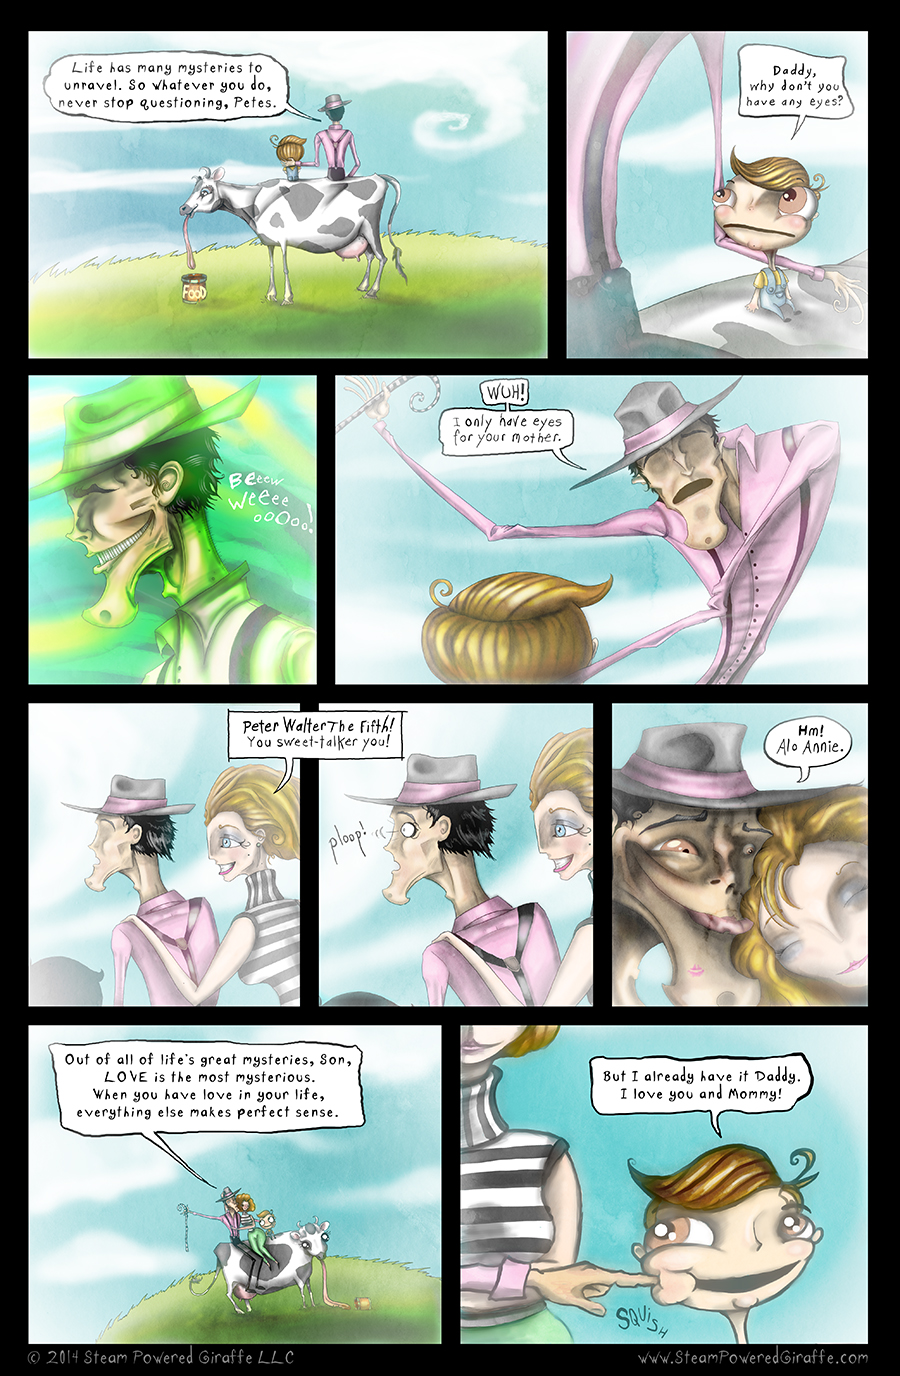 Life has many mysteries to
unravel. So whatever you do,
never stop questioning, Petes.
FOOD
Daddy,
why don't you
have any eyes?
Beeew
weeee
ooOoo!
WUH!
I only have eyes
for your mother.
Peter Walter The Fifth!
You sweet-talker you!
ploop!
Hm!
Alo Annie.
Out of all of life's great mysteries, Son,
LOVE is the most mysterious.
When you have love in your life,
everything else makes perfect sense.
But I already have it Daddy.
I love you and Mommy!
SQUISH
© 2014 Steam Powered Giraffe LLC
www.SteamPoweredGiraffe.com